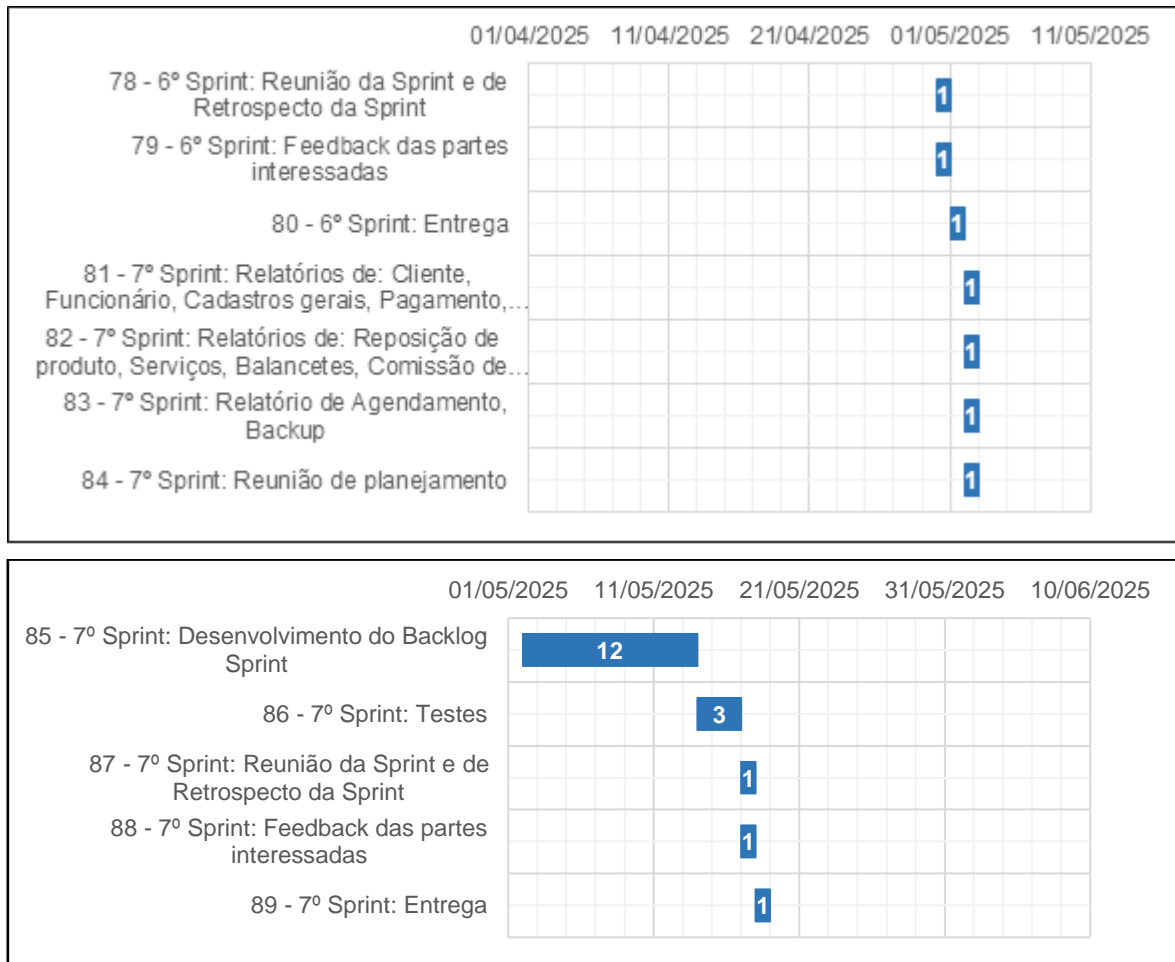 01/04/2025 11/04/2025 21/04/2025 01/05/2025 11/05/2025
78 - 6º Sprint: Reunião da Sprint e de
Retrospecto da Sprint
1
79 - 6º Sprint: Feedback das partes
interessadas
1
80 - 6º Sprint: Entrega
1
81 - 7º Sprint: Relatórios de: Cliente,
Funcionário, Cadastros gerais, Pagamento,...
1
82 - 7º Sprint: Relatórios de: Reposição de
produto, Serviços, Balancetes, Comissão de...
1
83 - 7º Sprint: Relatório de Agendamento,
Backup
1
84 - 7º Sprint: Reunião de planejamento
1
01/05/2025 11/05/2025 21/05/2025 31/05/2025 10/06/2025
85 - 7º Sprint: Desenvolvimento do Backlog
Sprint
12
86 - 7º Sprint: Testes
3
87 - 7º Sprint: Reunião da Sprint e de
Retrospecto da Sprint
1
88 - 7º Sprint: Feedback das partes
interessadas
1
89 - 7º Sprint: Entrega
1